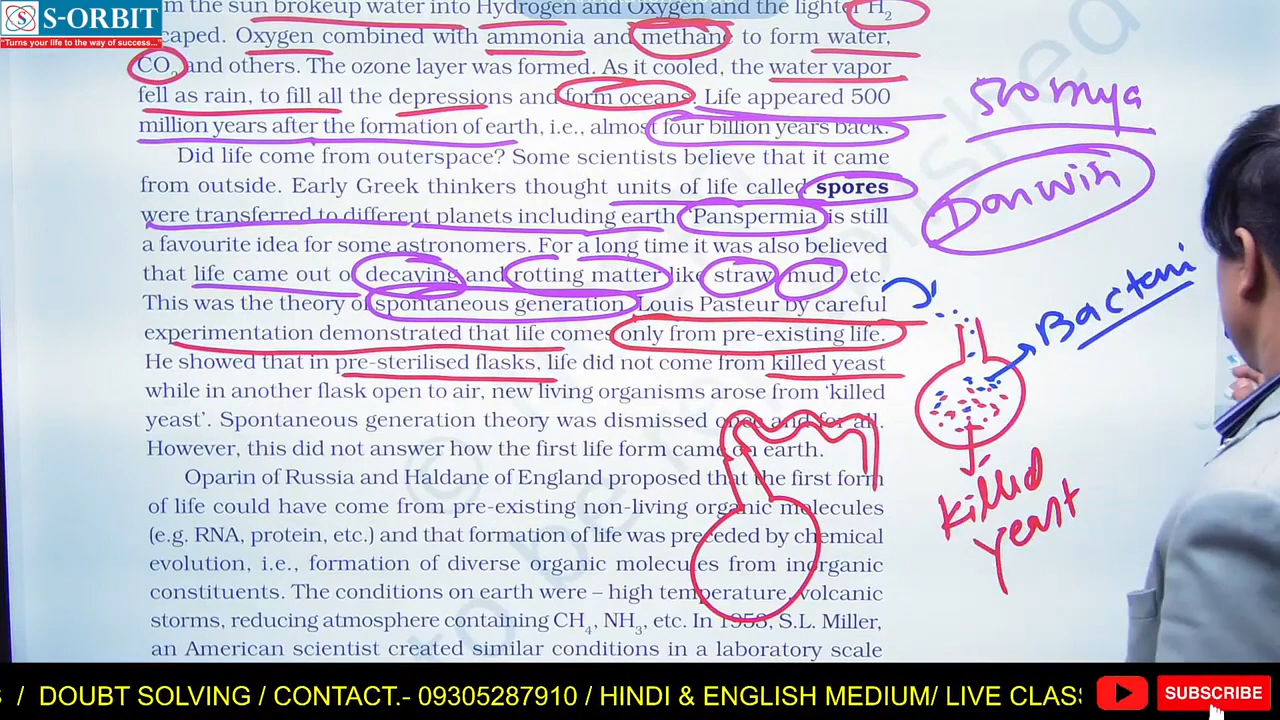 S-ORBIT
"Turns your life to the way of success..."
the sun brokeup water into Hydrogen and Oxygen and the lighter H2
caped. Oxygen combined with ammonia and methane to form water,
CO2 and others. The ozone layer was formed. As it cooled, the water vapor
fell as rain, to fill all the depressions and form oceans. Life appeared 500
million years after the formation of earth, i.e., almost four billion years back.
Did life come from outerspace? Some scientists believe that it came
from outside. Early Greek thinkers thought units of life called spores
were transferred to different planets including earth. 'Panspermia' is still
a favourite idea for some astronomers. For a long time it was also believed
that life came out of decaying and rotting matter like straw, mud etc.
This was the theory of spontaneous generation. Louis Pasteur by careful
experimentation demonstrated that life comes only from pre-existing life.
He showed that in pre-sterilised flasks, life did not come from killed yeast
while in another flask open to air, new living organisms arose from 'killed
yeast'. Spontaneous generation theory was dismissed once and for all.
However, this did not answer how the first life form came on earth.
Oparin of Russia and Haldane of England proposed that the first form
of life could have come from pre-existing non-living organic molecules
(e.g. RNA, protein, etc.) and that formation of life was preceded by chemical
evolution, i.e., formation of diverse organic molecules from inorganic
constituents. The conditions on earth were – high temperature, volcanic
storms, reducing atmosphere containing CH4, NH3, etc. In 1953, S.L. Miller,
an American scientist created similar conditions in a laboratory scale
500mya
Darwin
Bacteri
Killed
yeast
/ DOUBT SOLVING / CONTACT.- 09305287910 / HINDI & ENGLISH MEDIUM/ LIVE CLAS
SUBSCRIBE